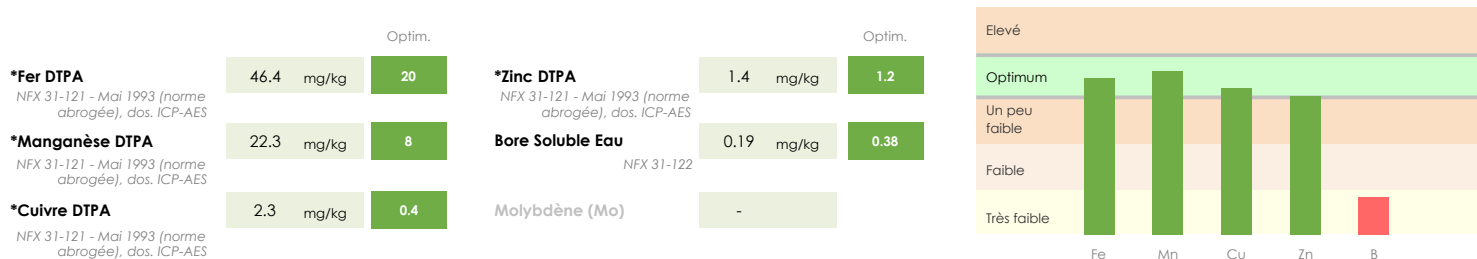 Optim.
*Fer DTPA 46.4 mg/kg 20
NFX 31-121 - Mai 1993 (norme
abrogée), dos. ICP-AES
*Manganèse DTPA 22.3 mg/kg 8
NFX 31-121 - Mai 1993 (norme
abrogée), dos. ICP-AES
*Cuivre DTPA 2.3 mg/kg 0.4
NFX 31-121 - Mai 1993 (norme
abrogée), dos. ICP-AES
Optim.
*Zinc DTPA 1.4 mg/kg 1.2
NFX 31-121 - Mai 1993 (norme
abrogée), dos. ICP-AES
Bore Soluble Eau 0.19 mg/kg 0.38
NFX 31-122
Molybdène (Mo) -
Elevé
Optimum
Un peu
faible
Faible
Très faible
Fe Mn Cu Zn B